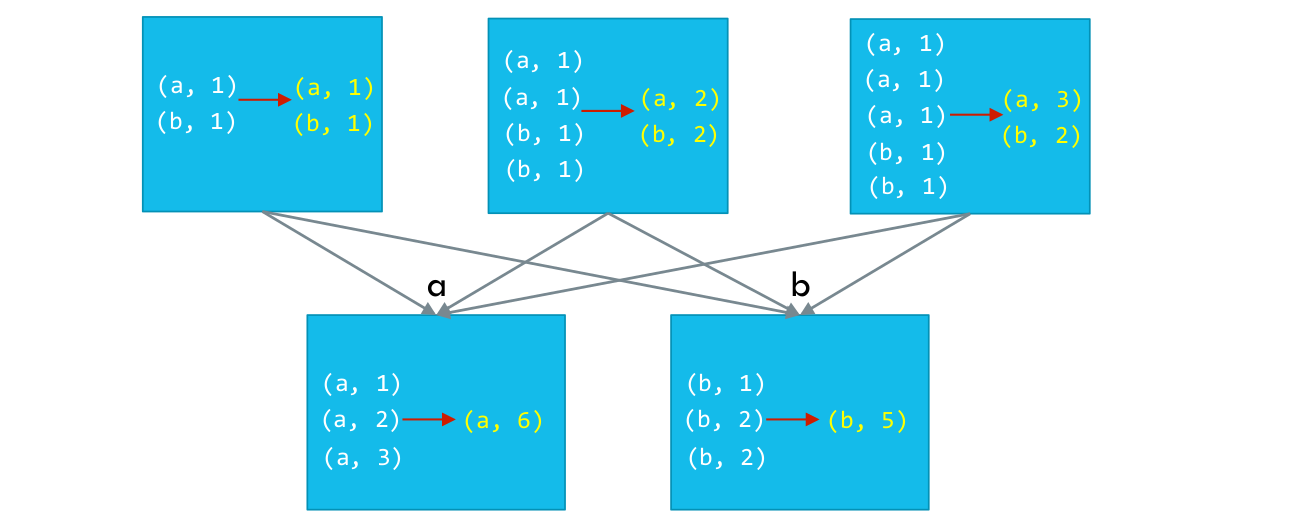 (a, 1)
(b, 1)
(a, 1)
(b, 1)
(a, 1)
(a, 1)
(b, 1)
(b, 1)
(a, 2)
(b, 2)
(a, 1)
(a, 1)
(a, 1)
(b, 1)
(b, 1)
(a, 3)
(b, 2)
a
b
(a, 1)
(a, 2)
(a, 3)
(a, 6)
(b, 1)
(b, 2)
(b, 2)
(b, 5)